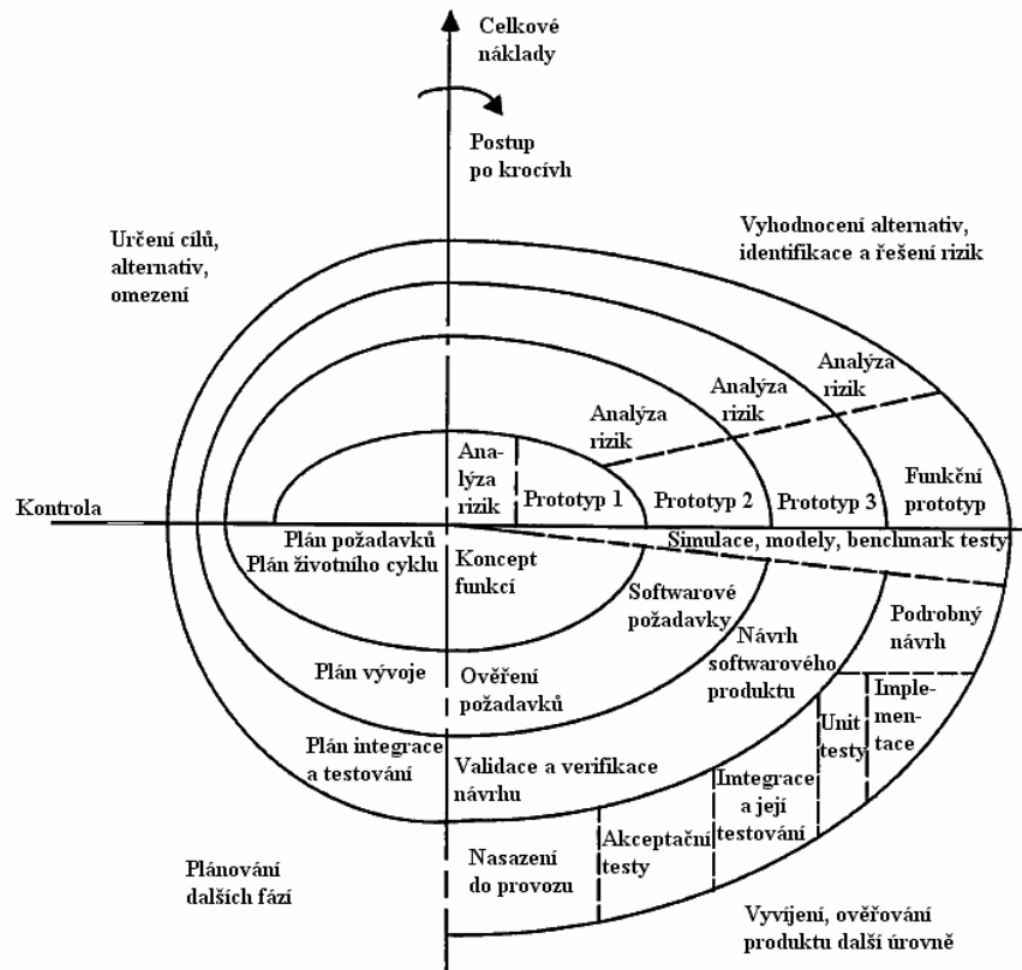 Celkové
náklady
Postup
po krocívh
Určení cílů,
alternativ,
omezení
Vyhodnocení alternativ,
identifikace a řešení rizik
Analýza
rizik
Analýza
rizik
Analýza
rizik
Ana-
lýza
rizik
Prototyp 1
Prototyp 2
Prototyp 3
Funkční
prototyp
Kontrola
Plán požadavků
Plán životního cyklu
Koncept
funkcí
Simulace, modely, benchmark testy
Softwarové
požadavky
Návrh
softwarového
produktu
Podrobný
návrh
Plán vývoje
Ověření
požadavků
Unit
testy
Imple-
men-
tace
Plán integrace
a testování
Validace a verifikace
návrhu
Imtegrace
a její
testování
Akceptační
testy
Nasazení
do provozu
Plánování
dalších fází
Vyvíjení, ověřování
produktu další úrovně